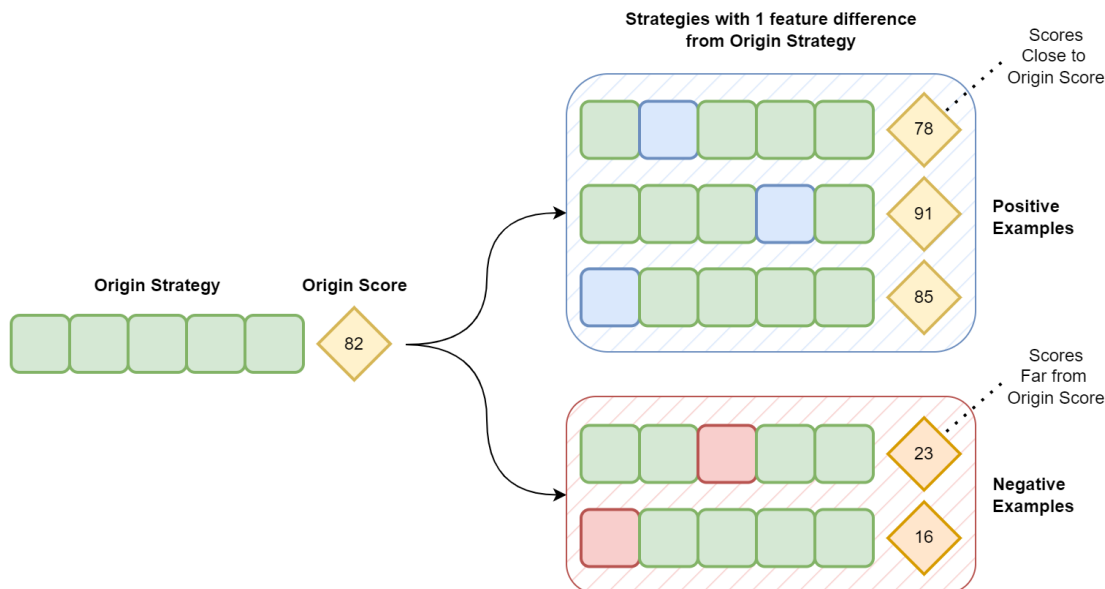 Strategies with 1 feature difference
from Origin Strategy
Scores
Close to
Origin Score
78
91
Positive
Examples
85
Origin Strategy
Origin Score
82
Scores
Far from
Origin Score
23
Negative
Examples
16